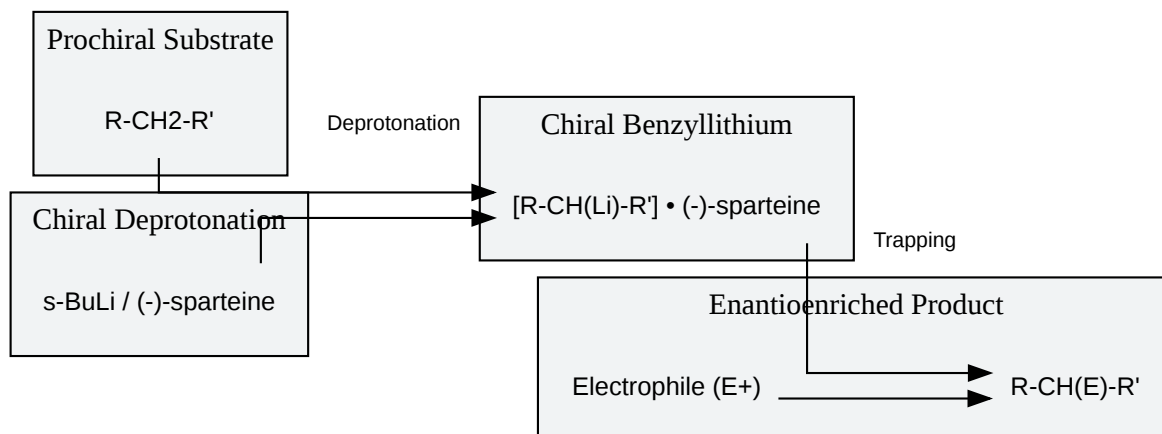 Prochiral Substrate
R-CH2-R'
Deprotonation
Chiral Benzyllithium
[R-CH(Li)-R'] • (-)-sparteine
Chiral Deprotonation
s-BuLi / (-)-sparteine
Trapping
Enantioenriched Product
Electrophile (E+)
R-CH(E)-R'